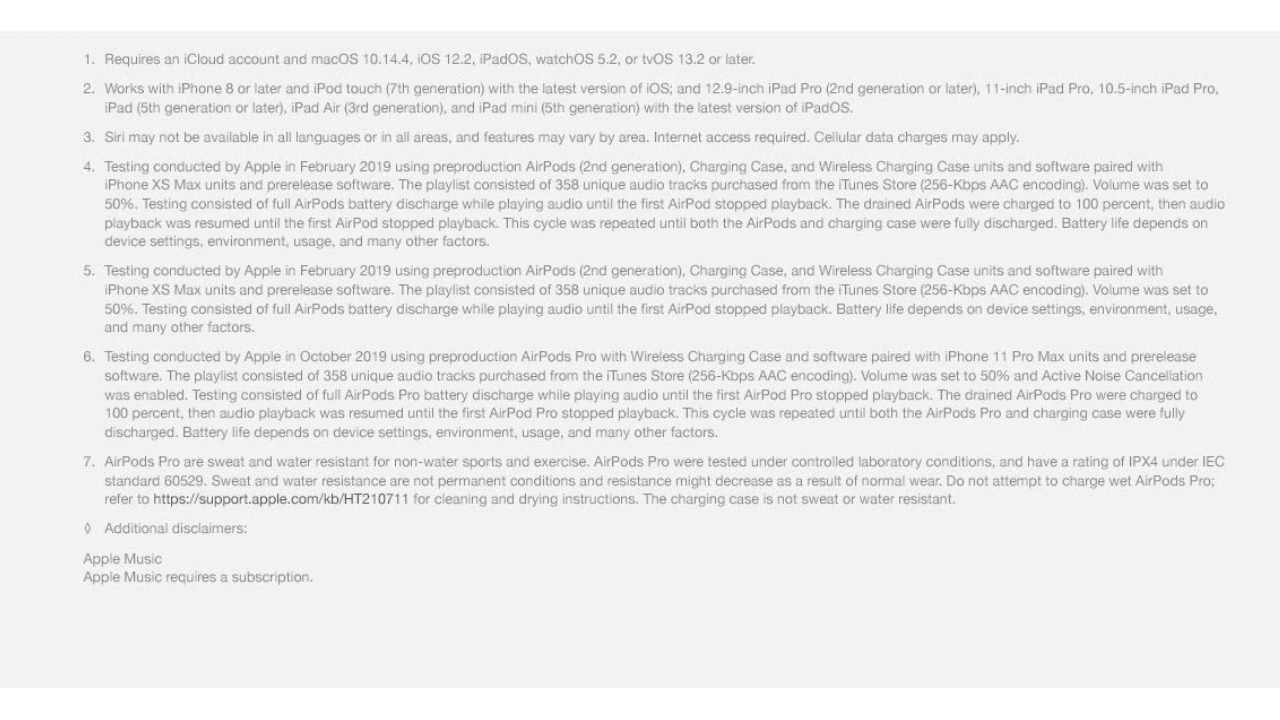 1. Requires an iCloud account and macOS 10.14.4, iOS 12.2, iPadOS, watchOS 5.2, or tvOS 13.2 or later.
2. Works with iPhone 8 or later and iPod touch (7th generation) with the latest version of iOS; and 12.9-inch iPad Pro (2nd generation or later), 11-inch iPad Pro, 10.5-inch iPad Pro,
iPad (5th generation or later), iPad Air (3rd generation), and iPad mini (5th generation) with the latest version of iPadOS.
3. Siri may not be available in all languages or in all areas, and features may vary by area. Internet access required. Cellular data charges may apply.
4. Testing conducted by Apple in February 2019 using preproduction AirPods (2nd generation), Charging Case, and Wireless Charging Case units and software paired with
iPhone XS Max units and prerelease software. The playlist consisted of 358 unique audio tracks purchased from the iTunes Store (256-Kbps AAC encoding). Volume was set to
50%. Testing consisted of full AirPods battery discharge while playing audio until the first AirPod stopped playback. The drained AirPods were charged to 100 percent, then audio
playback was resumed until the first AirPod stopped playback. This cycle was repeated until both the AirPods and charging case were fully discharged. Battery life depends on
device settings, environment, usage, and many other factors.
5. Testing conducted by Apple in February 2019 using preproduction AirPods (2nd generation), Charging Case, and Wireless Charging Case units and software paired with
iPhone XS Max units and prerelease software. The playlist consisted of 358 unique audio tracks purchased from the iTunes Store (256-Kbps AAC encoding). Volume was set to
50%. Testing consisted of full AirPods battery discharge while playing audio until the first AirPod stopped playback. Battery life depends on device settings, environment, usage,
and many other factors.
6. Testing conducted by Apple in October 2019 using preproduction AirPods Pro with Wireless Charging Case and software paired with iPhone 11 Pro Max units and prerelease
software. The playlist consisted of 358 unique audio tracks purchased from the iTunes Store (256-Kbps AAC encoding). Volume was set to 50% and Active Noise Cancellation
was enabled. Testing consisted of full AirPods Pro battery discharge while playing audio until the first AirPod Pro stopped playback. The drained AirPods Pro were charged to
100 percent, then audio playback was resumed until the first AirPod Pro stopped playback. This cycle was repeated until both the AirPods Pro and charging case were fully
discharged. Battery life depends on device settings, environment, usage, and many other factors.
7. AirPods Pro are sweat and water resistant for non-water sports and exercise. AirPods Pro were tested under controlled laboratory conditions, and have a rating of IPX4 under IEC
standard 60529. Sweat and water resistance are not permanent conditions and resistance might decrease as a result of normal wear. Do not attempt to charge wet AirPods Pro;
refer to https://support.apple.com/kb/HT210711 for cleaning and drying instructions. The charging case is not sweat or water resistant.
◊ Additional disclaimers:
Apple Music
Apple Music requires a subscription.